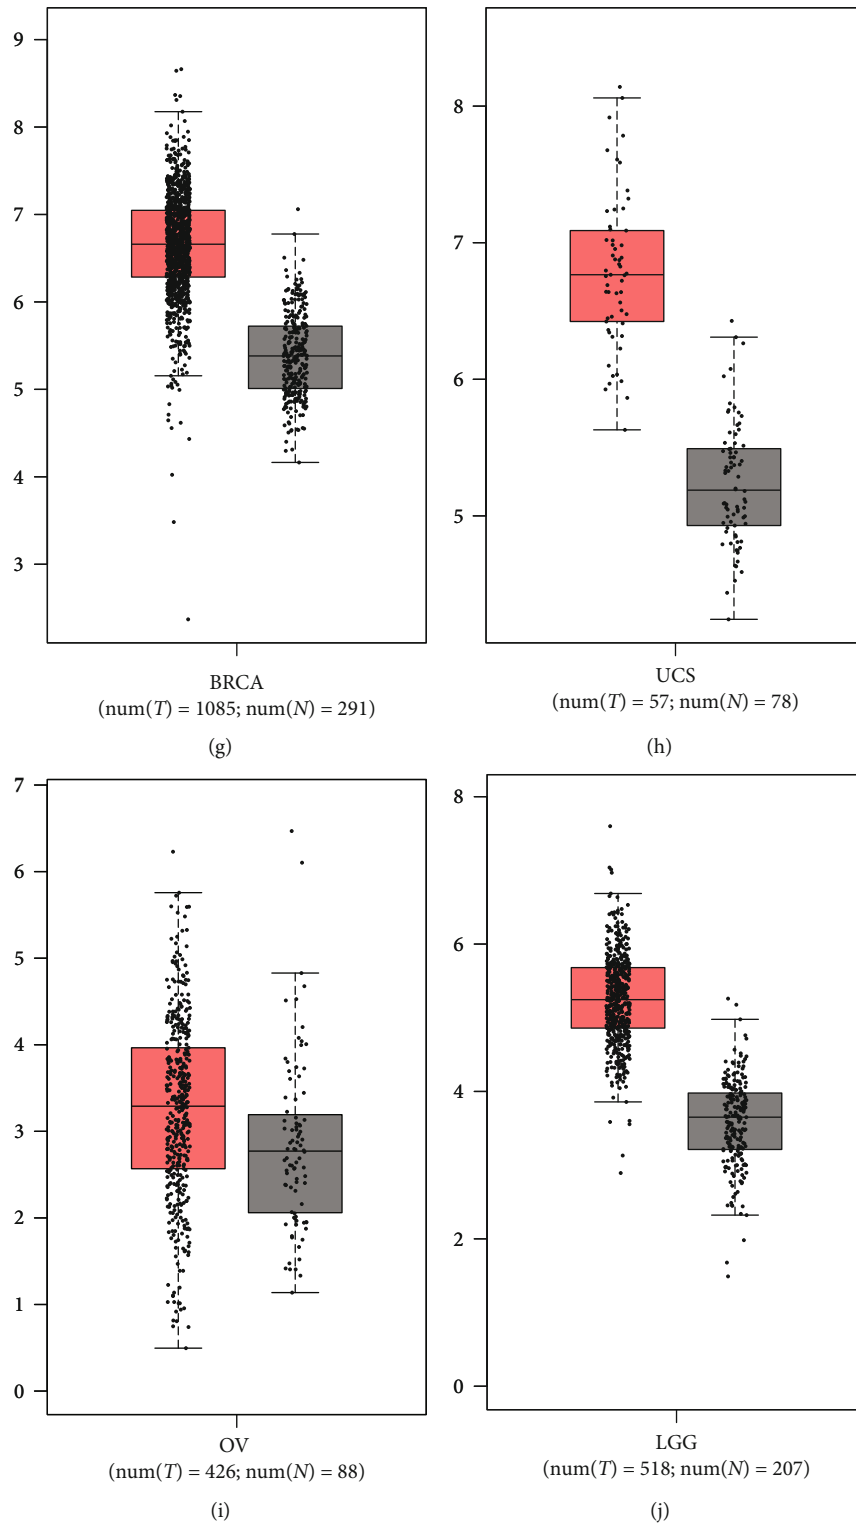 9
8
7
6
5
4
3
BRCA
(num(T) = 1085; num(N) = 291)
(g)
8
7
6
5
UCS
(num(T) = 57; num(N) = 78)
(h)
7
6
5
4
3
2
1
0
OV
(num(T) = 426; num(N) = 88)
(i)
8
6
4
2
0
LGG
(num(T) = 518; num(N) = 207)
(j)